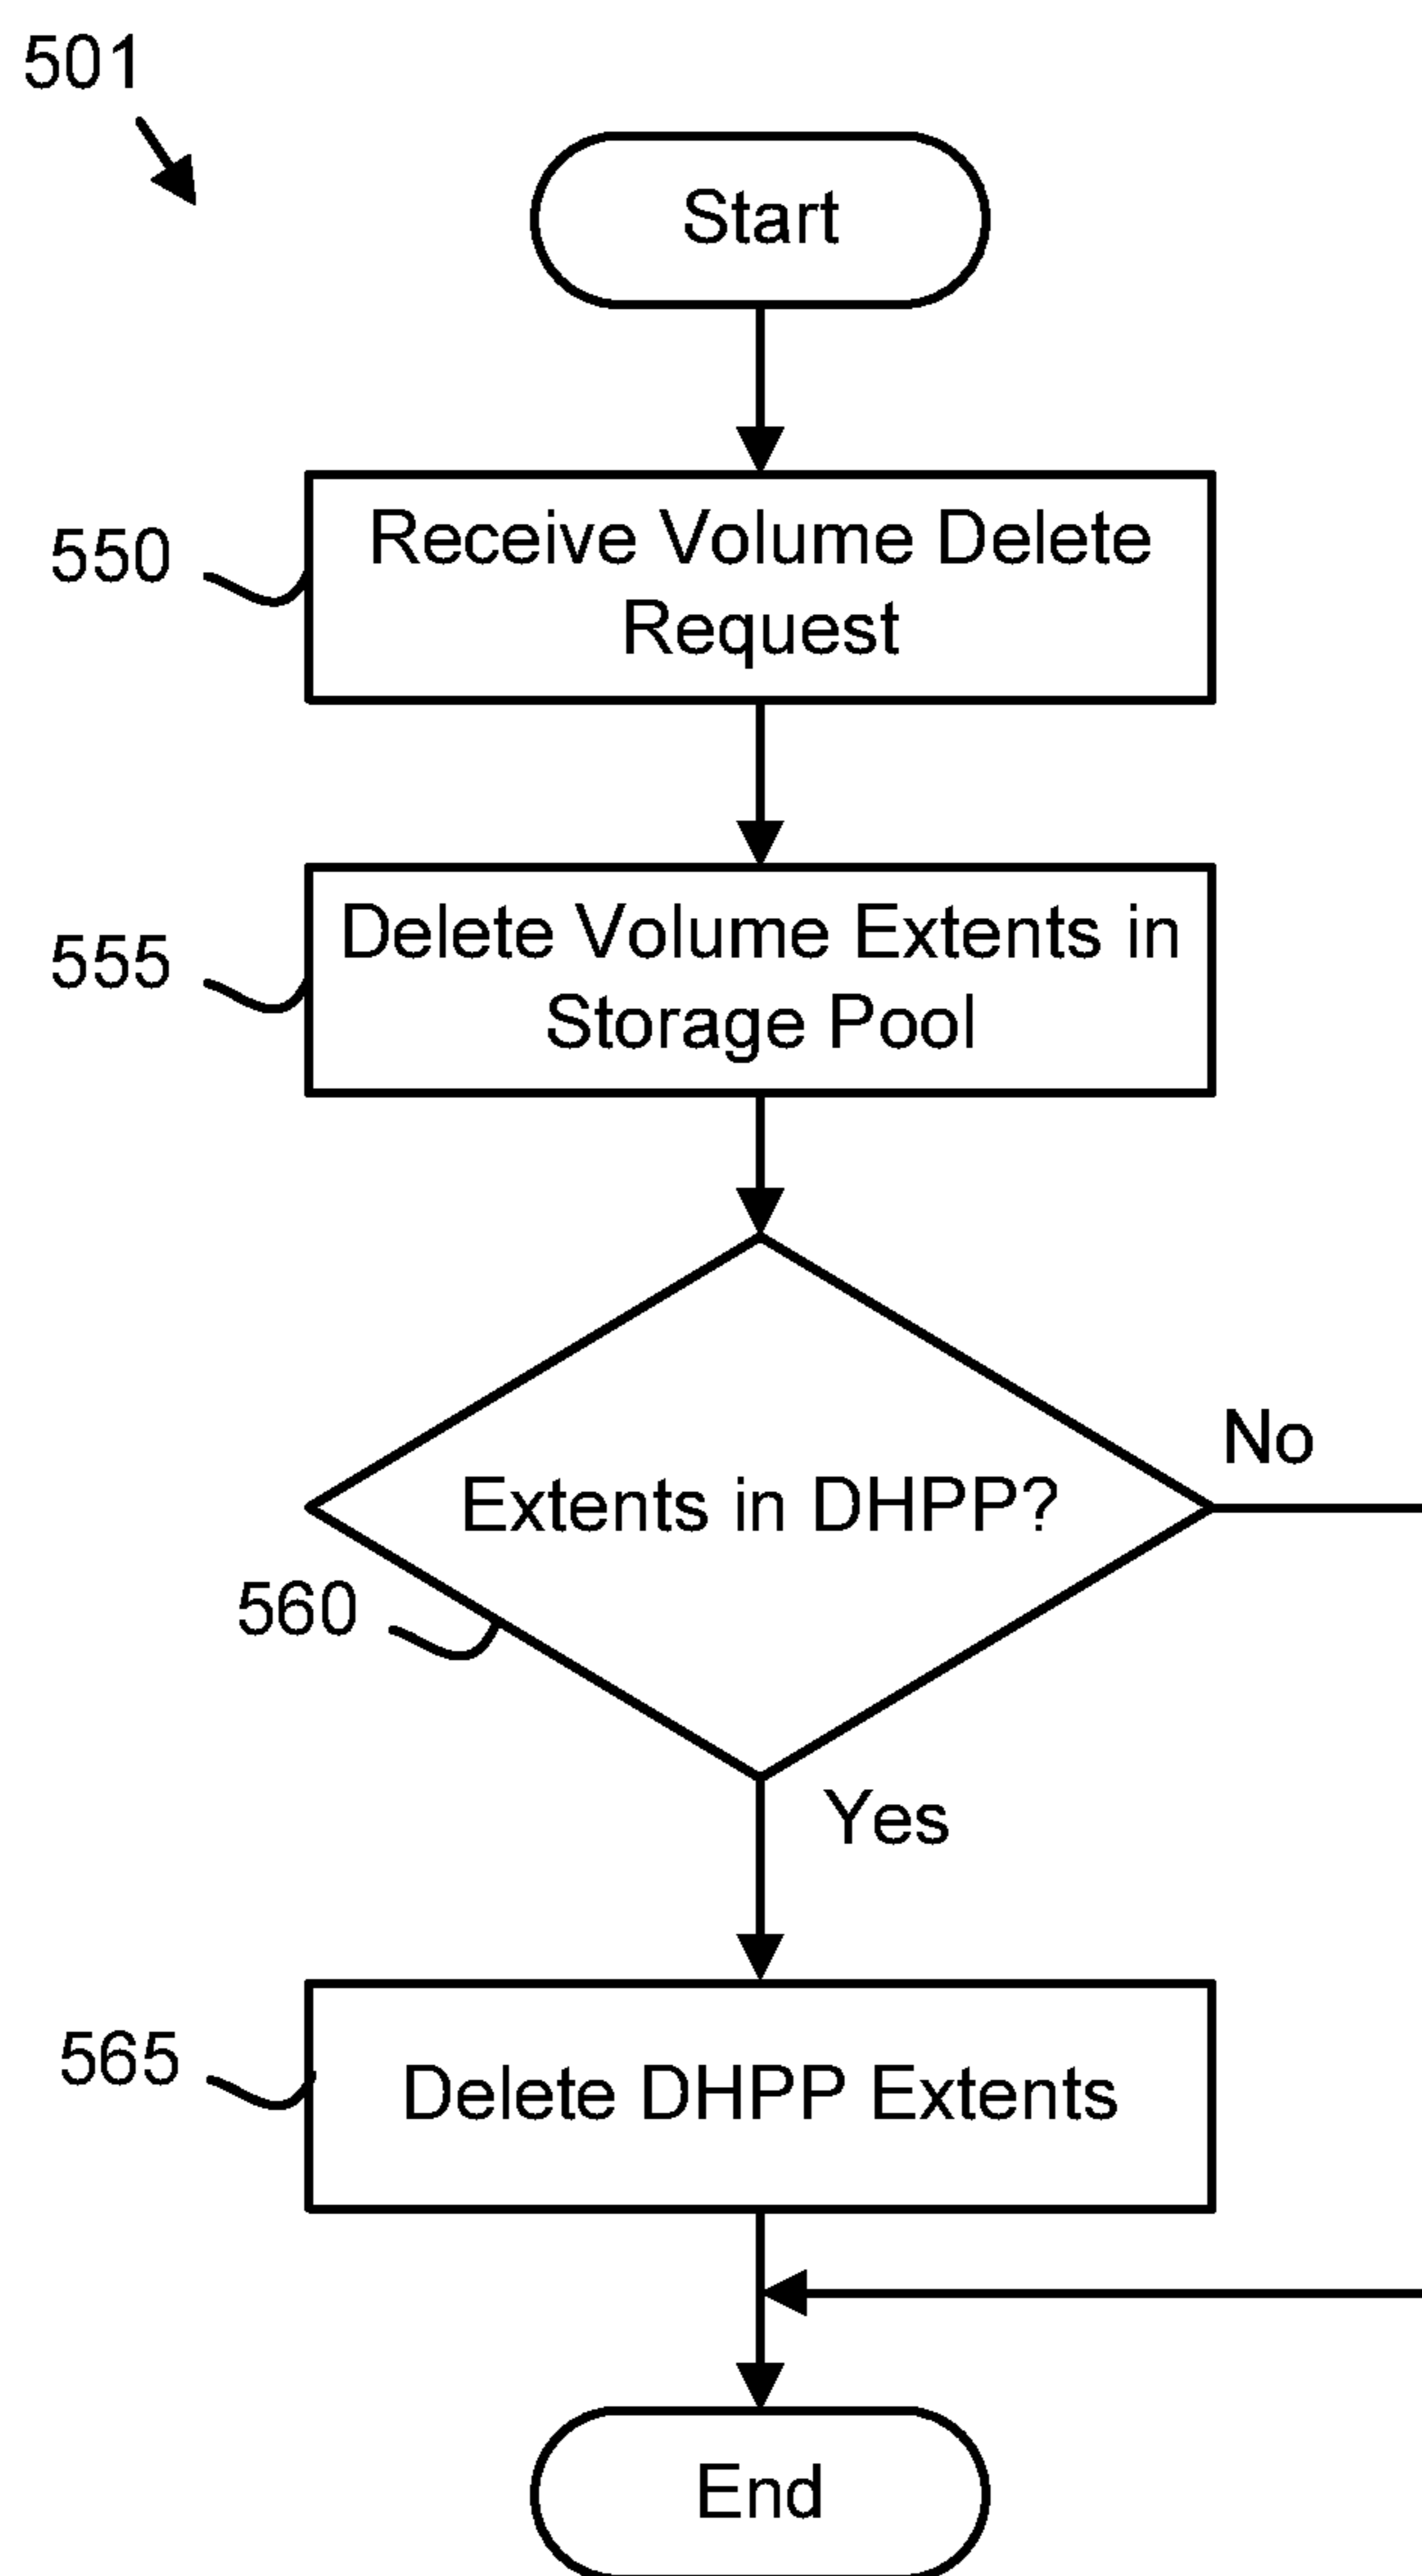 501
Start
550
Receive Volume Delete
Request
555
Delete Volume Extents in
Storage Pool
No
Extents in DHPP?
560
Yes
565
Delete DHPP Extents
End